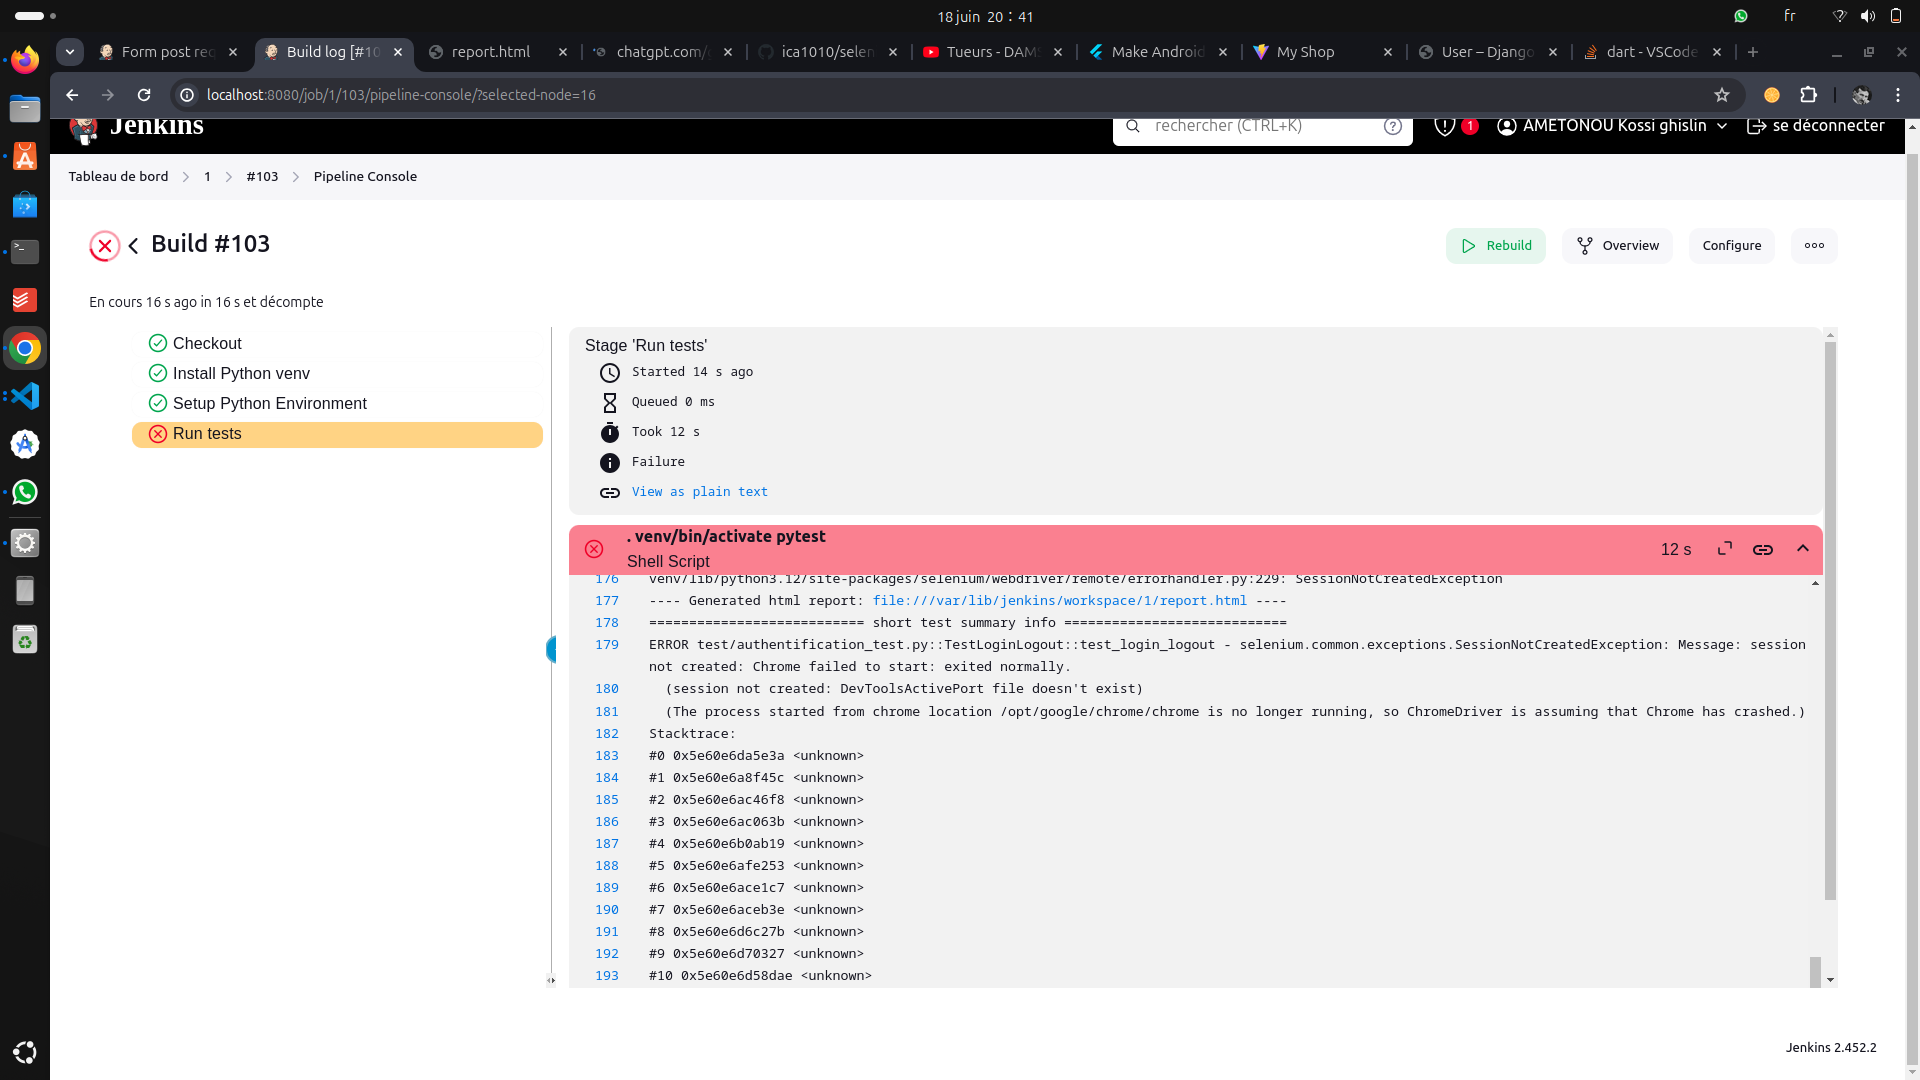 18 juin 20 : 41
fr
Form post req
Build log [#10
report.html
chatgpt.com/
ica1010/selen
Tueurs - DAM
Make Android
My Shop
User – Django
dart - VSCode
localhost:8080/job/1/103/pipeline-console/?selected-node=16
Jenkins
rechercher (CTRL+K)
1
AMETONOU Kossi ghislin
se déconnecter
Tableau de bord
1
#103
Pipeline Console
Build #103
Rebuild
Overview
Configure
En cours 16 s ago in 16 s et décompte
Checkout
Install Python venv
Setup Python Environment
Run tests
Stage 'Run tests'
Started 14 s ago
Queued 0 ms
Took 12 s
Failure
View as plain text
. venv/bin/activate pytest
Shell Script
12 s
176 venv/lib/python3.12/site-packages/selenium/webdriver/remote/errorhandler.py:229: SessionNotCreatedException
177 ---- Generated html report: file:///var/lib/jenkins/workspace/1/report.html ----
178 =========================== short test summary info ============================
179 ERROR test/authentification_test.py::TestLoginLogout::test_login_logout - selenium.common.exceptions.SessionNotCreatedException: Message: session
not created: Chrome failed to start: exited normally.
180 (session not created: DevToolsActivePort file doesn't exist)
181 (The process started from chrome location /opt/google/chrome/chrome is no longer running, so ChromeDriver is assuming that Chrome has crashed.)
182 Stacktrace:
183 #0 0x5e60e6da5e3a <unknown>
184 #1 0x5e60e6a8f45c <unknown>
185 #2 0x5e60e6ac46f8 <unknown>
186 #3 0x5e60e6ac063b <unknown>
187 #4 0x5e60e6b0ab19 <unknown>
188 #5 0x5e60e6afe253 <unknown>
189 #6 0x5e60e6ace1c7 <unknown>
190 #7 0x5e60e6aceb3e <unknown>
191 #8 0x5e60e6d6c27b <unknown>
192 #9 0x5e60e6d70327 <unknown>
193 #10 0x5e60e6d58dae <unknown>
Jenkins 2.452.2